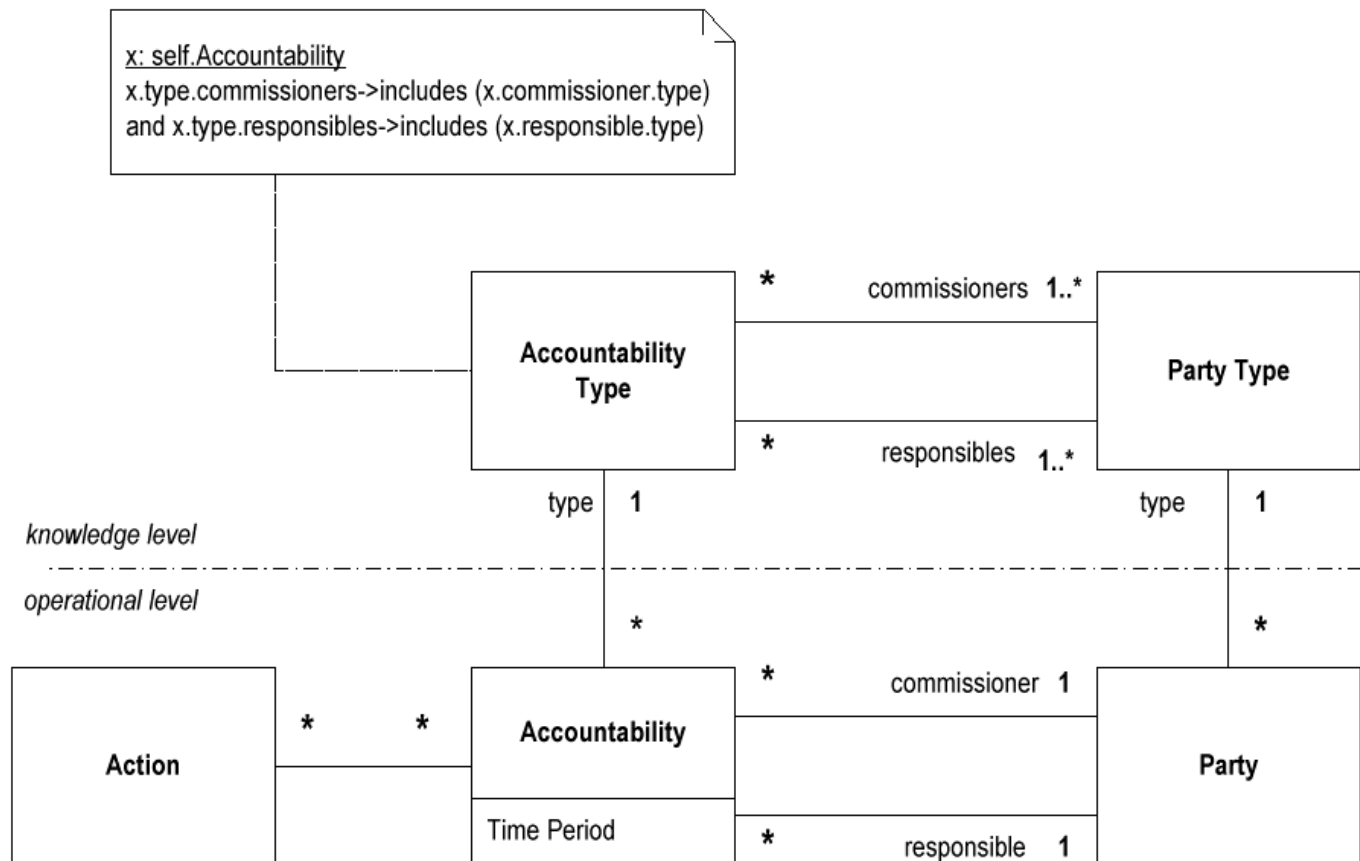 x: self.Accountability
x.type.commissioners->includes (x.commissioner.type)
and x.type.responsibles->includes (x.responsible.type)
* commissioners 1..*
Accountability
Type
Party Type
* responsibles 1..*
type 1
type 1
knowledge level
operational level
* *
* commissioner 1
* *
Accountability
Action
Party
Time Period
* responsible 1